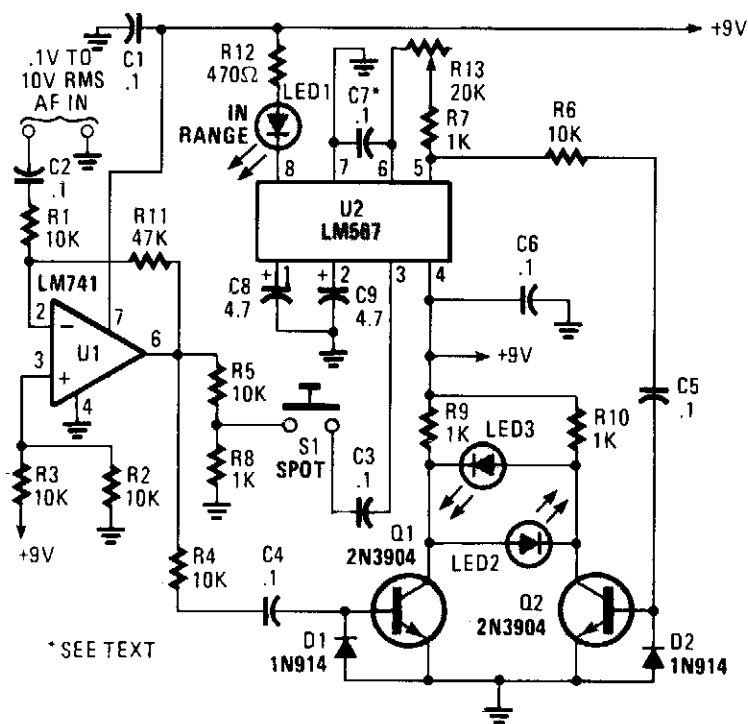 +9V
C1
.1
.1V TO
10V RMS
AF IN
R12
470Ω
LED1
IN
RANGE
C7*
.1
R13
20K
R7
1K
R6
10K
C2
.1
R1
10K
R11
47K
8
7
6
5
U2
LM567
1
2
3
4
+
+
C8
4.7
C9
4.7
C6
.1
LM741
2
−
7
6
U1
3
+
4
R5
10K
R8
1K
S1
SPOT
C3
.1
+9V
R9
1K
LED3
R10
1K
C5
.1
R3
10K
R2
10K
+9V
R4
10K
C4
.1
Q1
2N3904
LED2
Q2
2N3904
D1
1N914
D2
1N914
*SEE TEXT